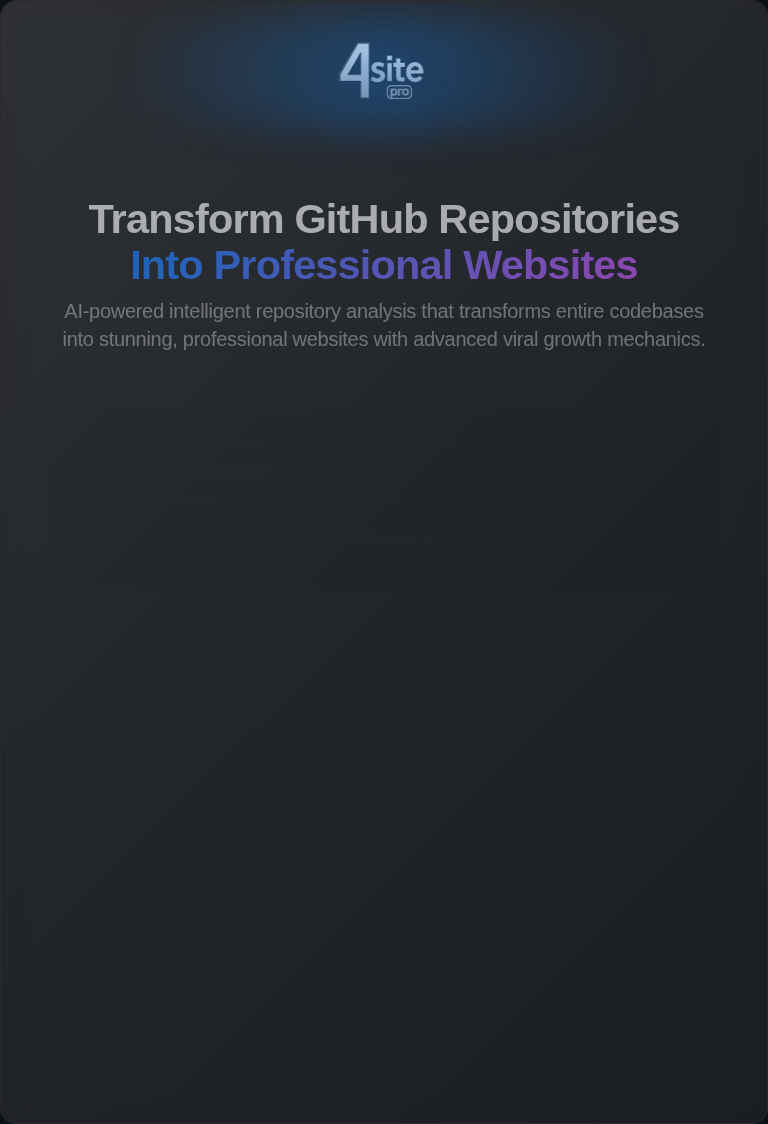 4site
pro
Transform GitHub Repositories
Into Professional Websites
AI-powered intelligent repository analysis that transforms entire codebases
into stunning, professional websites with advanced viral growth mechanics.